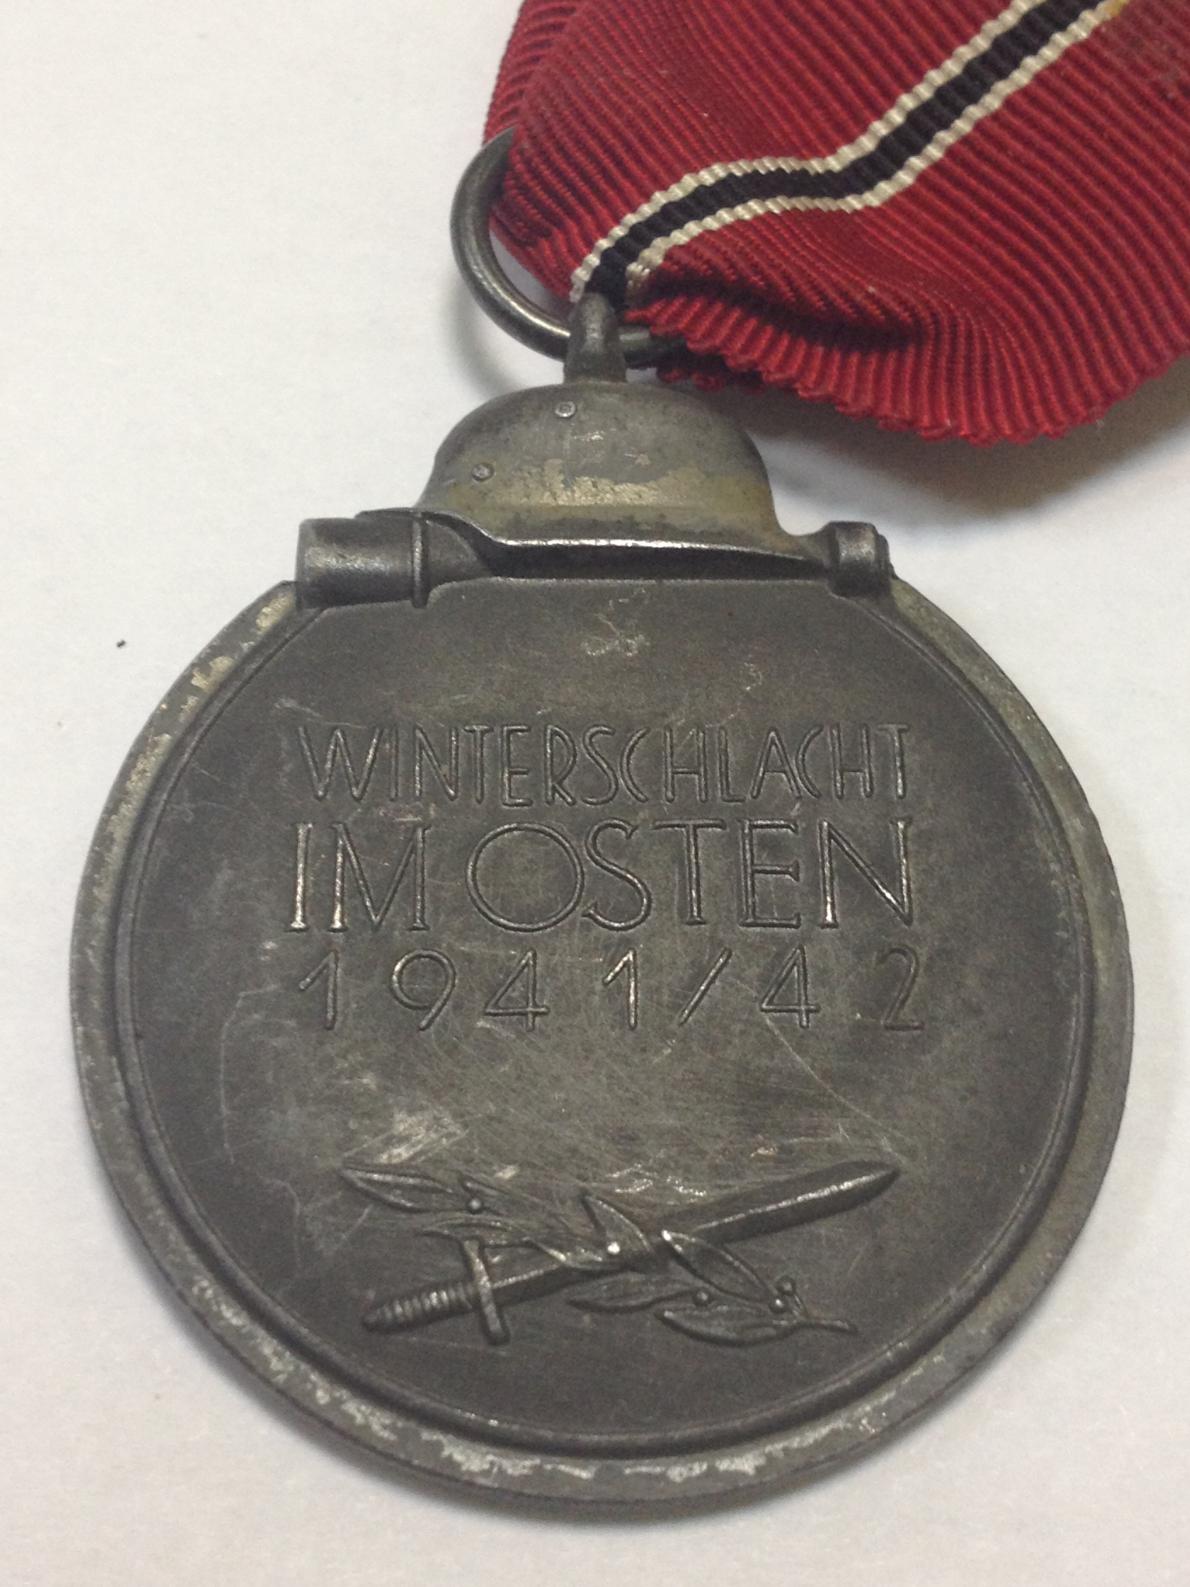 WINTERSCHLACHT
IM OSTEN
1941/42